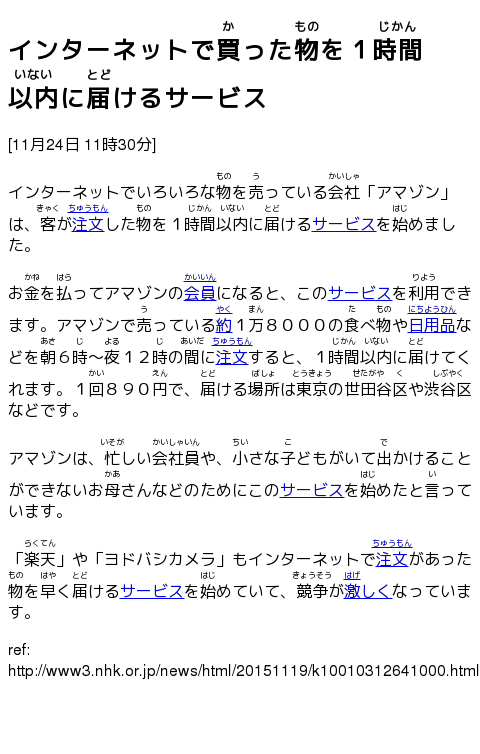 インターネットで買った物を１時間
以内に届けるサービス
[11月24日 11時30分]
インターネットでいろいろな物を売っている会社「アマゾン」
は、客が注文した物を１時間以内に届けるサービスを始めまし
た。
お金を払ってアマゾンの会員になると、このサービスを利用でき
ます。アマゾンで売っている約１万８０００の食べ物や日用品な
どを朝６時～夜１２時の間に注文すると、１時間以内に届けてく
れます。１回８９０円で、届ける場所は東京の世田谷区や渋谷区
などです。
アマゾンは、忙しい会社員や、小さな子どもがいて出かけること
ができないお母さんなどのためにこのサービスを始めたと言って
います。
「楽天」や「ヨドバシカメラ」もインターネットで注文があった
物を早く届けるサービスを始めていて、競争が激しくなっていま
す。
ref:
http://www3.nhk.or.jp/news/html/20151119/k10010312641000.html